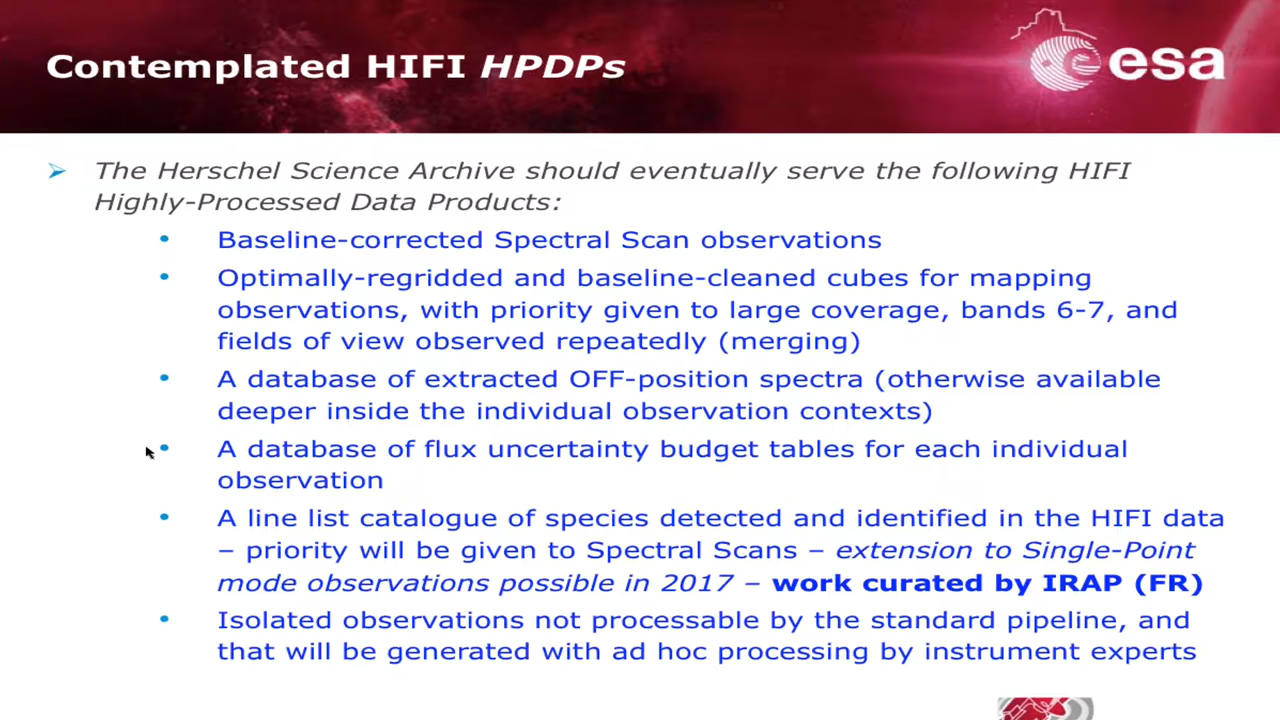 Contemplated HIFI HPDPs
esa
➢ The Herschel Science Archive should eventually serve the following HIFI
Highly-Processed Data Products:
• Baseline-corrected Spectral Scan observations
• Optimally-regridded and baseline-cleaned cubes for mapping
observations, with priority given to large coverage, bands 6-7, and
fields of view observed repeatedly (merging)
• A database of extracted OFF-position spectra (otherwise available
deeper inside the individual observation contexts)
• A database of flux uncertainty budget tables for each individual
observation
• A line list catalogue of species detected and identified in the HIFI data
– priority will be given to Spectral Scans – extension to Single-Point
mode observations possible in 2017 – work curated by IRAP (FR)
• Isolated observations not processable by the standard pipeline, and
that will be generated with ad hoc processing by instrument experts